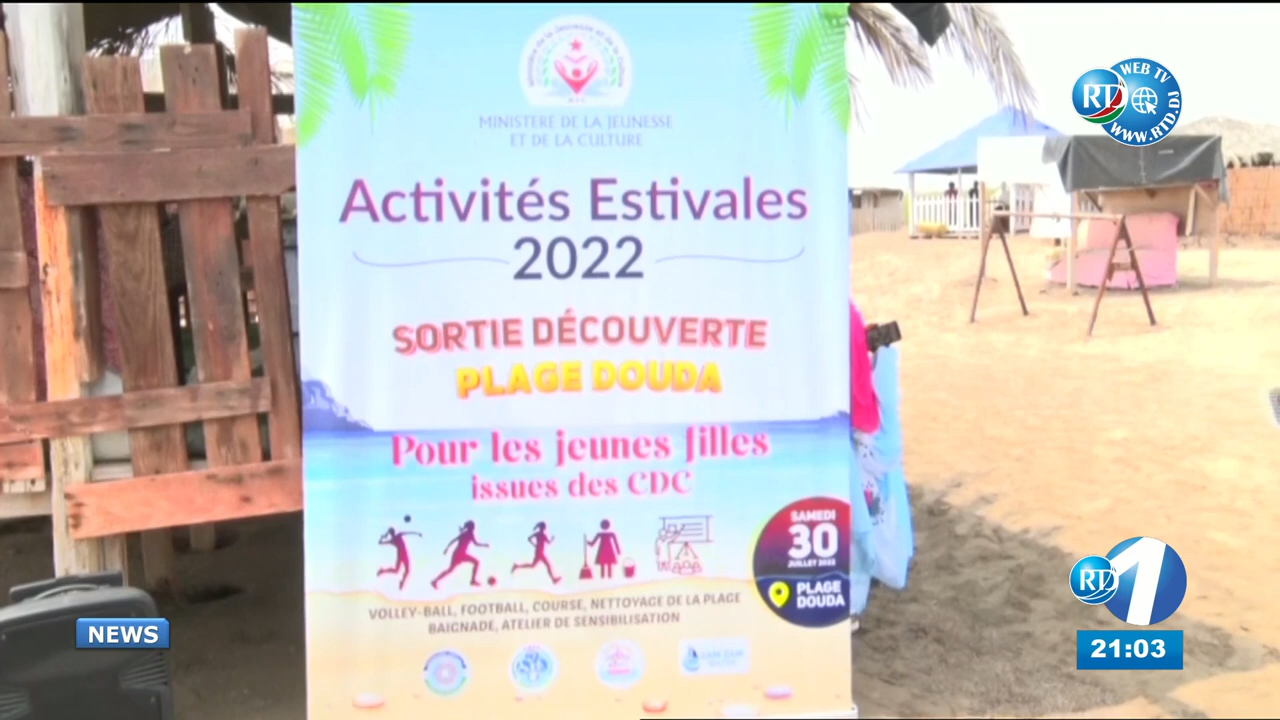 MINISTERE DE LA JEUNESSE
ET DE LA CULTURE
Activités Estivales
2022
SORTIE DÉCOUVERTE
PLAGE DOUDA
Pour les jeunes filles
issues des CDC
SAMEDI
30
JUILLET 2022
PLAGE
DOUDA
VOLLEY-BALL, FOOTBALL, COURSE, NETTOYAGE DE LA PLAGE
BAIGNADE, ATELIER DE SENSIBILISATION
RTD
WEB TV
WWW.RTD.DJ
NEWS
RTD
1
21:03